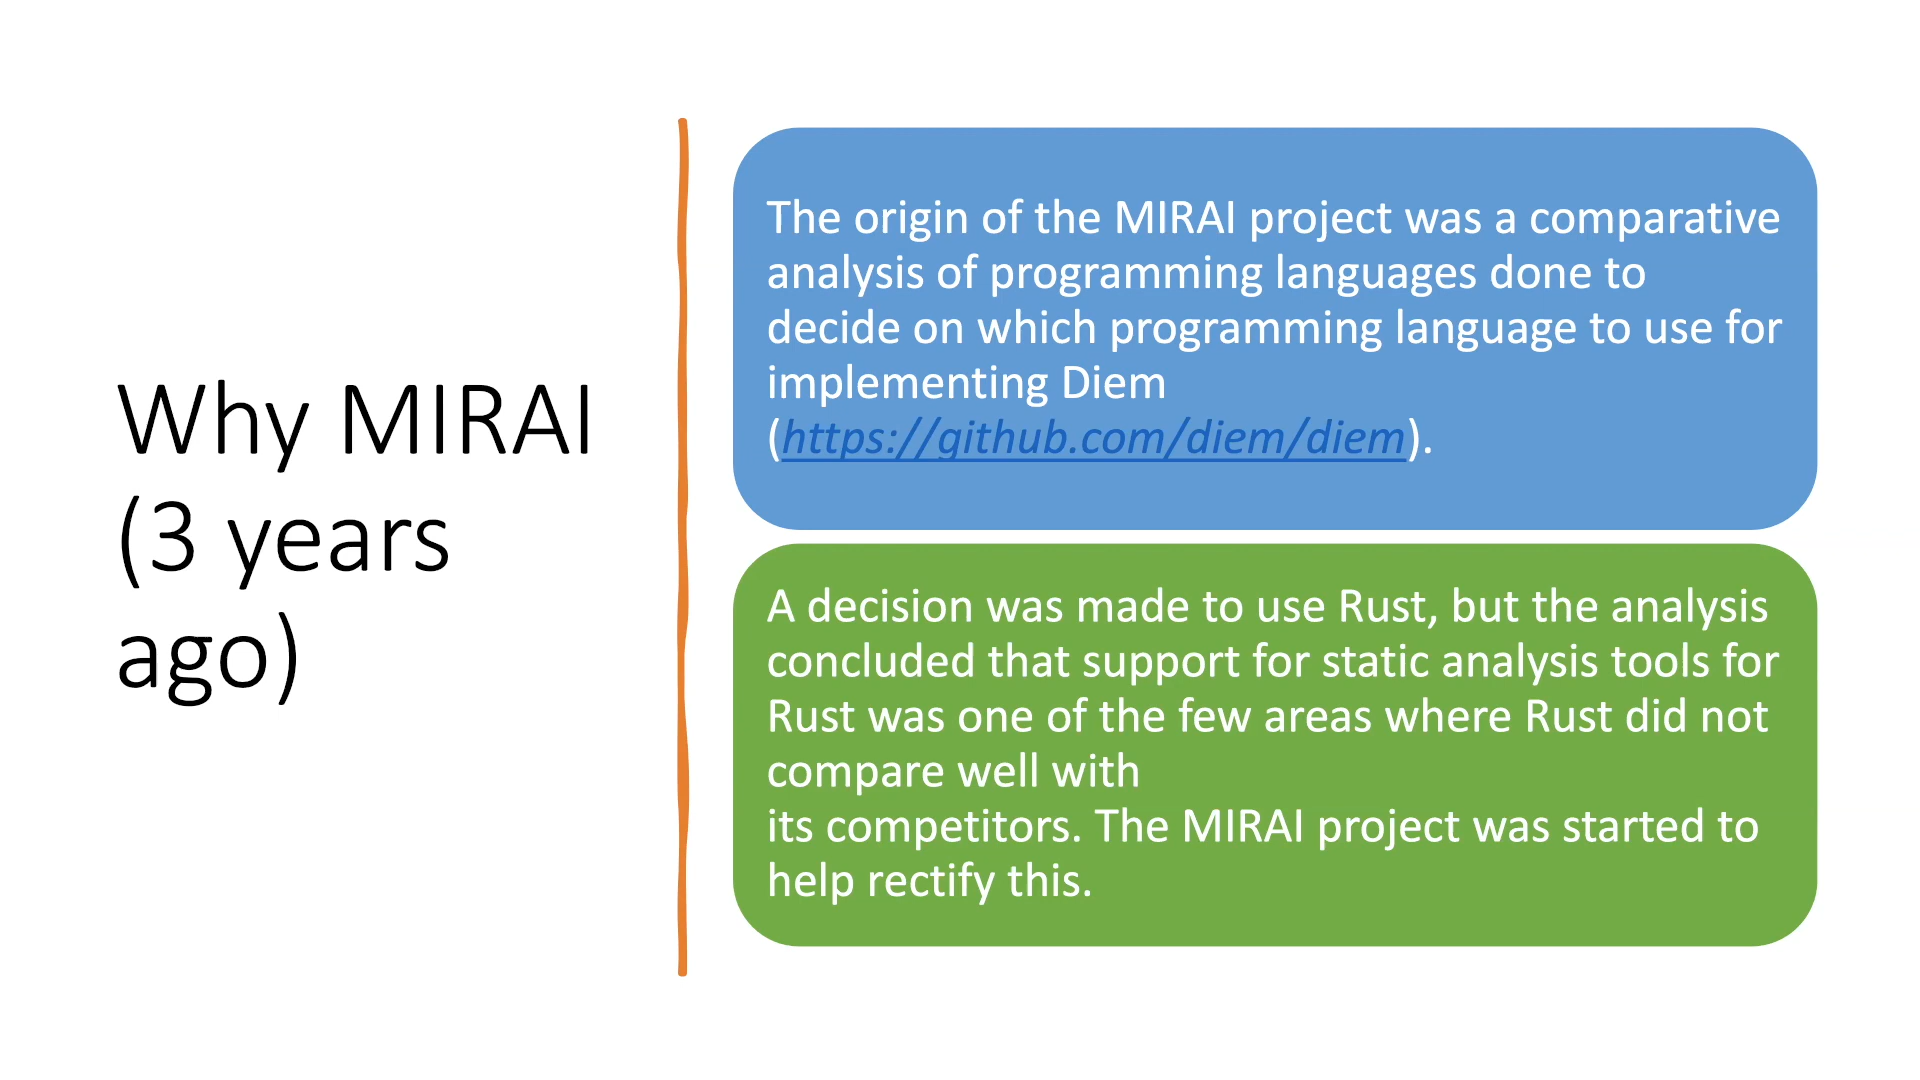 Why MIRAI
(3 years
ago)
The origin of the MIRAI project was a comparative
analysis of programming languages done to
decide on which programming language to use for
implementing Diem
(https://github.com/diem/diem).
A decision was made to use Rust, but the analysis
concluded that support for static analysis tools for
Rust was one of the few areas where Rust did not
compare well with
its competitors. The MIRAI project was started to
help rectify this.